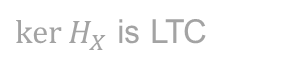 ker H_X is LTC